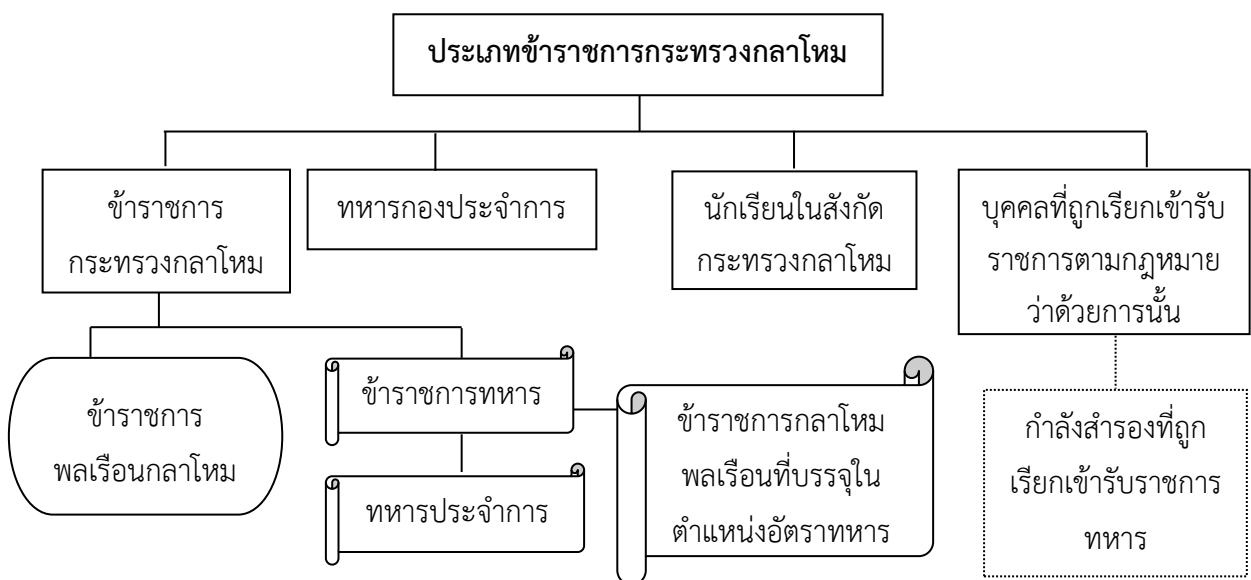 ประเภทข้าราชการกระทรวงกลาโหม
ข้าราชการ
กระทรวงกลาโหม
ทหารกองประจำการ
นักเรียนในสังกัด
กระทรวงกลาโหม
บุคคลที่ถูกเรียกเข้ารับ
ราชการตามกฎหมาย
ว่าด้วยการนั้น
ข้าราชการ
พลเรือนกลาโหม
ข้าราชการทหาร
ทหารประจำการ
ข้าราชการกลาโหม
พลเรือนที่บรรจุใน
ตำแหน่งอัตราทหาร
กำลังสำรองที่ถูก
เรียกเข้ารับราชการ
ทหาร